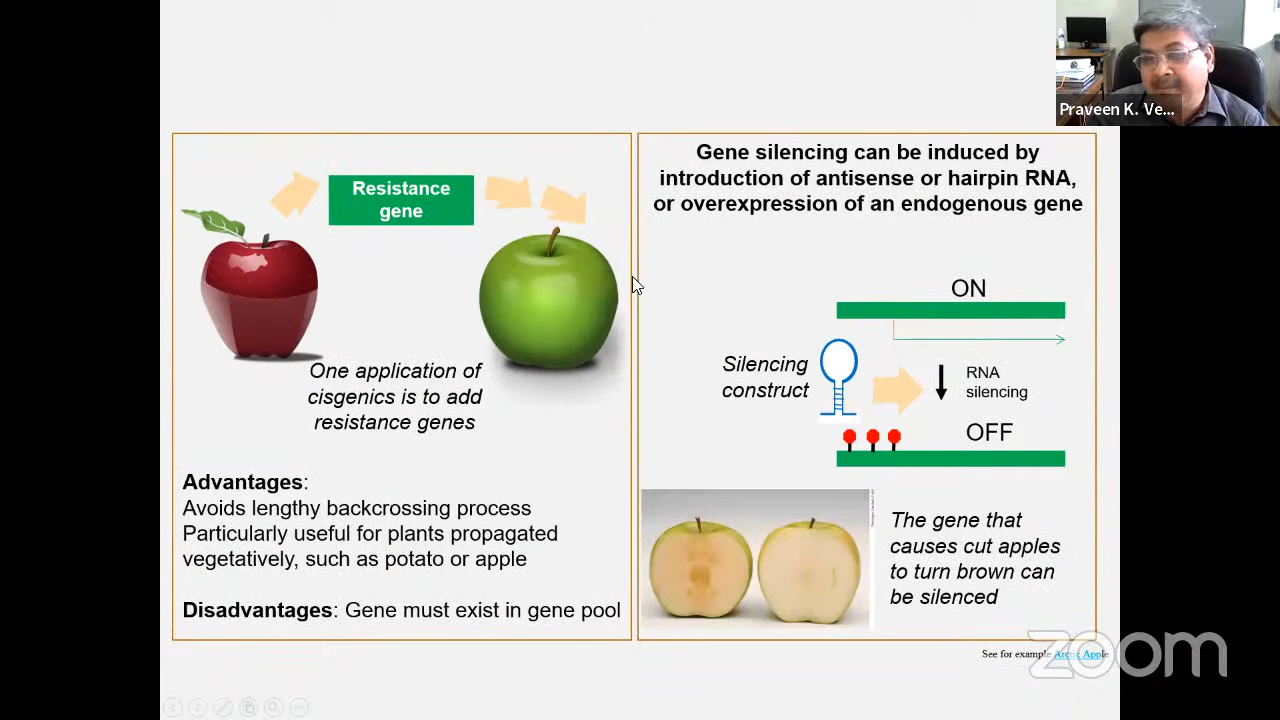 Praveen K. Ve...
Resistance
gene
One application of
cisgenics is to add
resistance genes
Advantages:
Avoids lengthy backcrossing process
Particularly useful for plants propagated
vegetatively, such as potato or apple
Disadvantages: Gene must exist in gene pool
Gene silencing can be induced by
introduction of antisense or hairpin RNA,
or overexpression of an endogenous gene
ON
Silencing
construct
RNA
silencing
OFF
The gene that
causes cut apples
to turn brown can
be silenced
See for example Arctic Apple
zoom